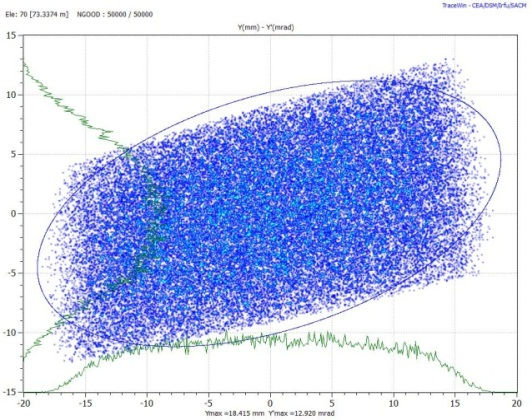 TraceWin - CEA/DSM/Irfu/SACM
Ele: 70 [73.3374 m] NGOOD : 50000 / 50000
Y(mm) - Y'(mrad)
15
10
5
0
-5
-10
-15
-20 -15 -10 -5 0 5 10 15 20
Ymax =18.415 mm Y'max =12.920 mrad